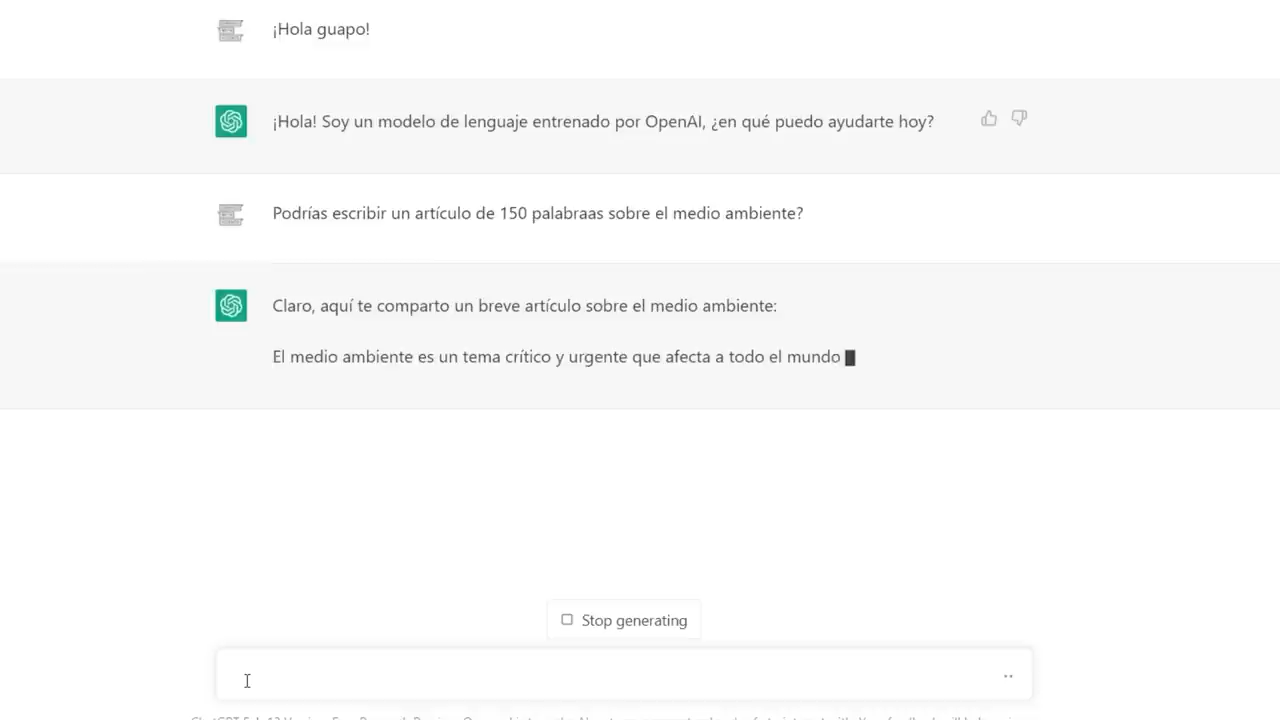 ¡Hola guapo!
¡Hola! Soy un modelo de lenguaje entrenado por OpenAI, ¿en qué puedo ayudarte hoy?
Podrías escribir un artículo de 150 palabraas sobre el medio ambiente?
Claro, aquí te comparto un breve artículo sobre el medio ambiente:
El medio ambiente es un tema crítico y urgente que afecta a todo el mundo
Stop generating